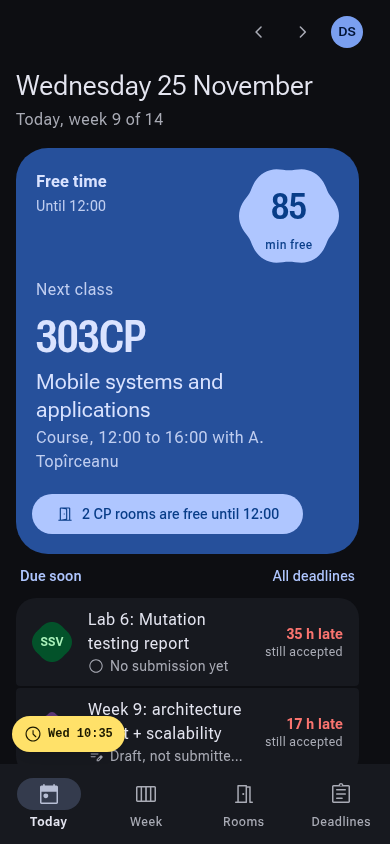 DS
Wednesday 25 November
Today, week 9 of 14
Free time
Until 12:00
85
min free
Next class
303CP
Mobile systems and
applications
Course, 12:00 to 16:00 with A.
Topîrceanu
2 CP rooms are free until 12:00
Due soon
All deadlines
SSV
Lab 6: Mutation
testing report
No submission yet
35 h late
still accepted
Week 9: architecture
t + scalability
Draft, not submitte...
17 h late
still accepted
Wed 10:35
Today
Week
Rooms
Deadlines